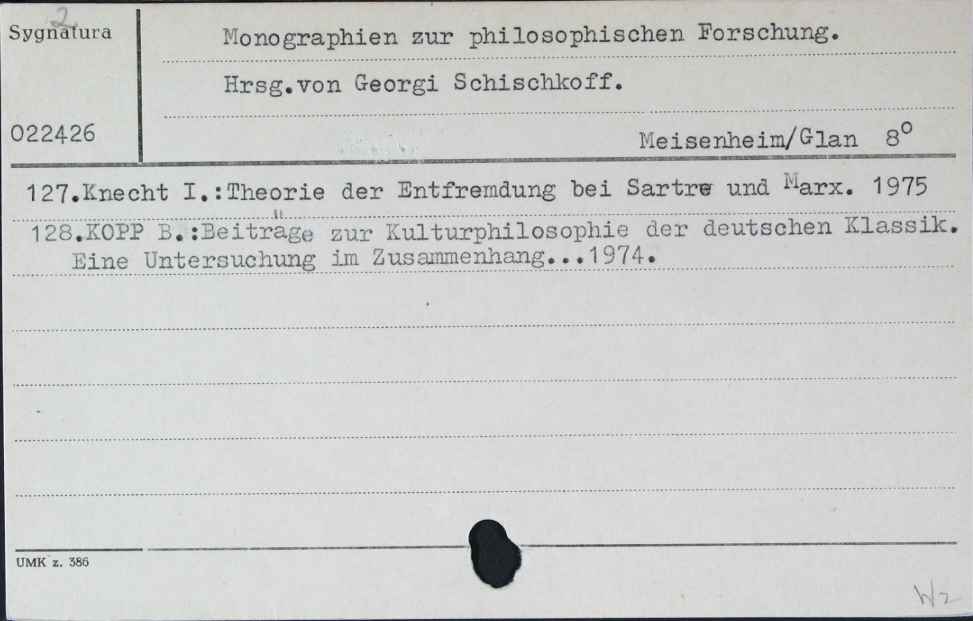 2
Sygnatura
Monographien zur philosophischen Forschung.
Hrsg.von Georgi Schischkoff.
022426
Meisenheim/Glan 8°
127.Knecht I.:Theorie der Entfremdung bei Sartre und Marx. 1975
128.KOPP B.:Beiträge zur Kulturphilosophie der deutschen Klassik.
Eine Untersuchung im Zusammenhang...1974.
UMK z. 386